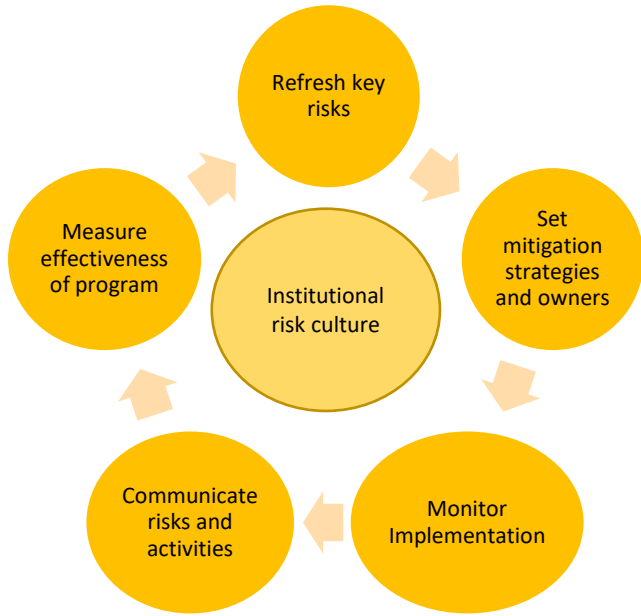 Refresh key
risks
Set
mitigation
strategies
and owners
Monitor
Implementation
Communicate
risks and
activities
Measure
effectiveness
of program
Institutional
risk culture